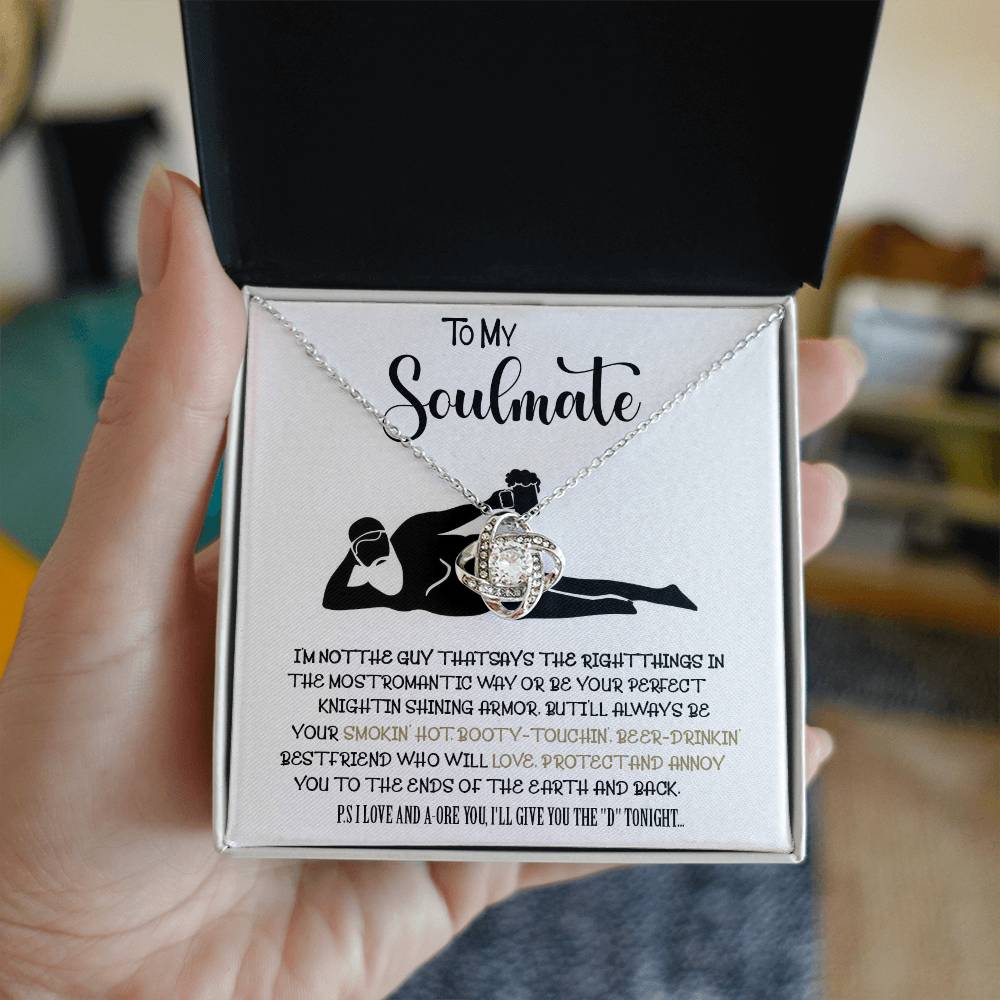 TO MY
Soulmate
I'M NOTTHE GUY THATSAYS THE RIGHTTHINGS IN
THE MOSTROMANTIC WAY OR BE YOUR PERFECT
KNIGHTIN SHINING ARMOR. BUTI'LL ALWAYS BE
YOUR SMOKIN' HOT, BOOTY-TOUCHIN', BEER-DRINKIN'
BESTFRIEND WHO WILL LOVE, PROTECTAND ANNOY
YOU TO THE ENDS OF THE EARTH AND BACK.
P.S I LOVE AND A-ORE YOU, I'LL GIVE YOU THE "D" TONIGHT...